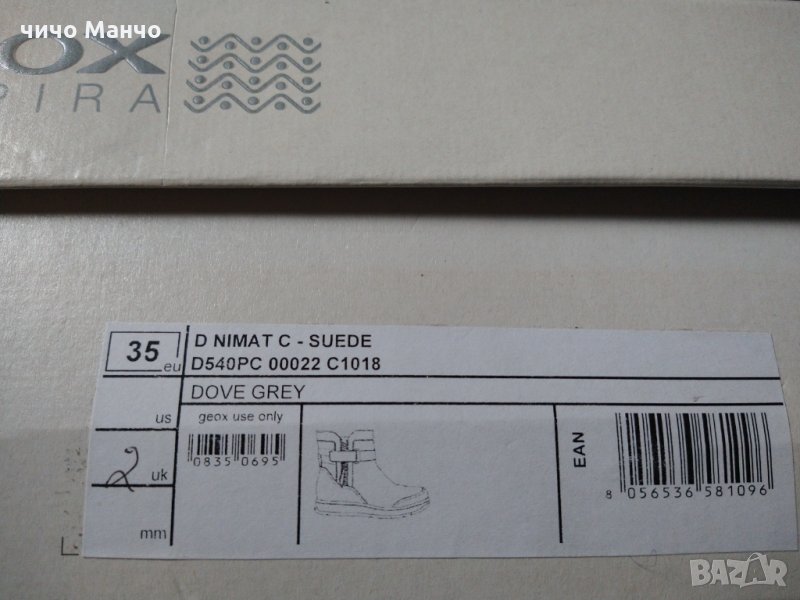 чичо Манчо
OX
PIRA
35 eu
D NIMAT C - SUEDE
D540PC 00022 C1018
DOVE GREY
us
geox use only
0835 0695
2 uk
mm
EAN
8 056536 581096
BAZAR